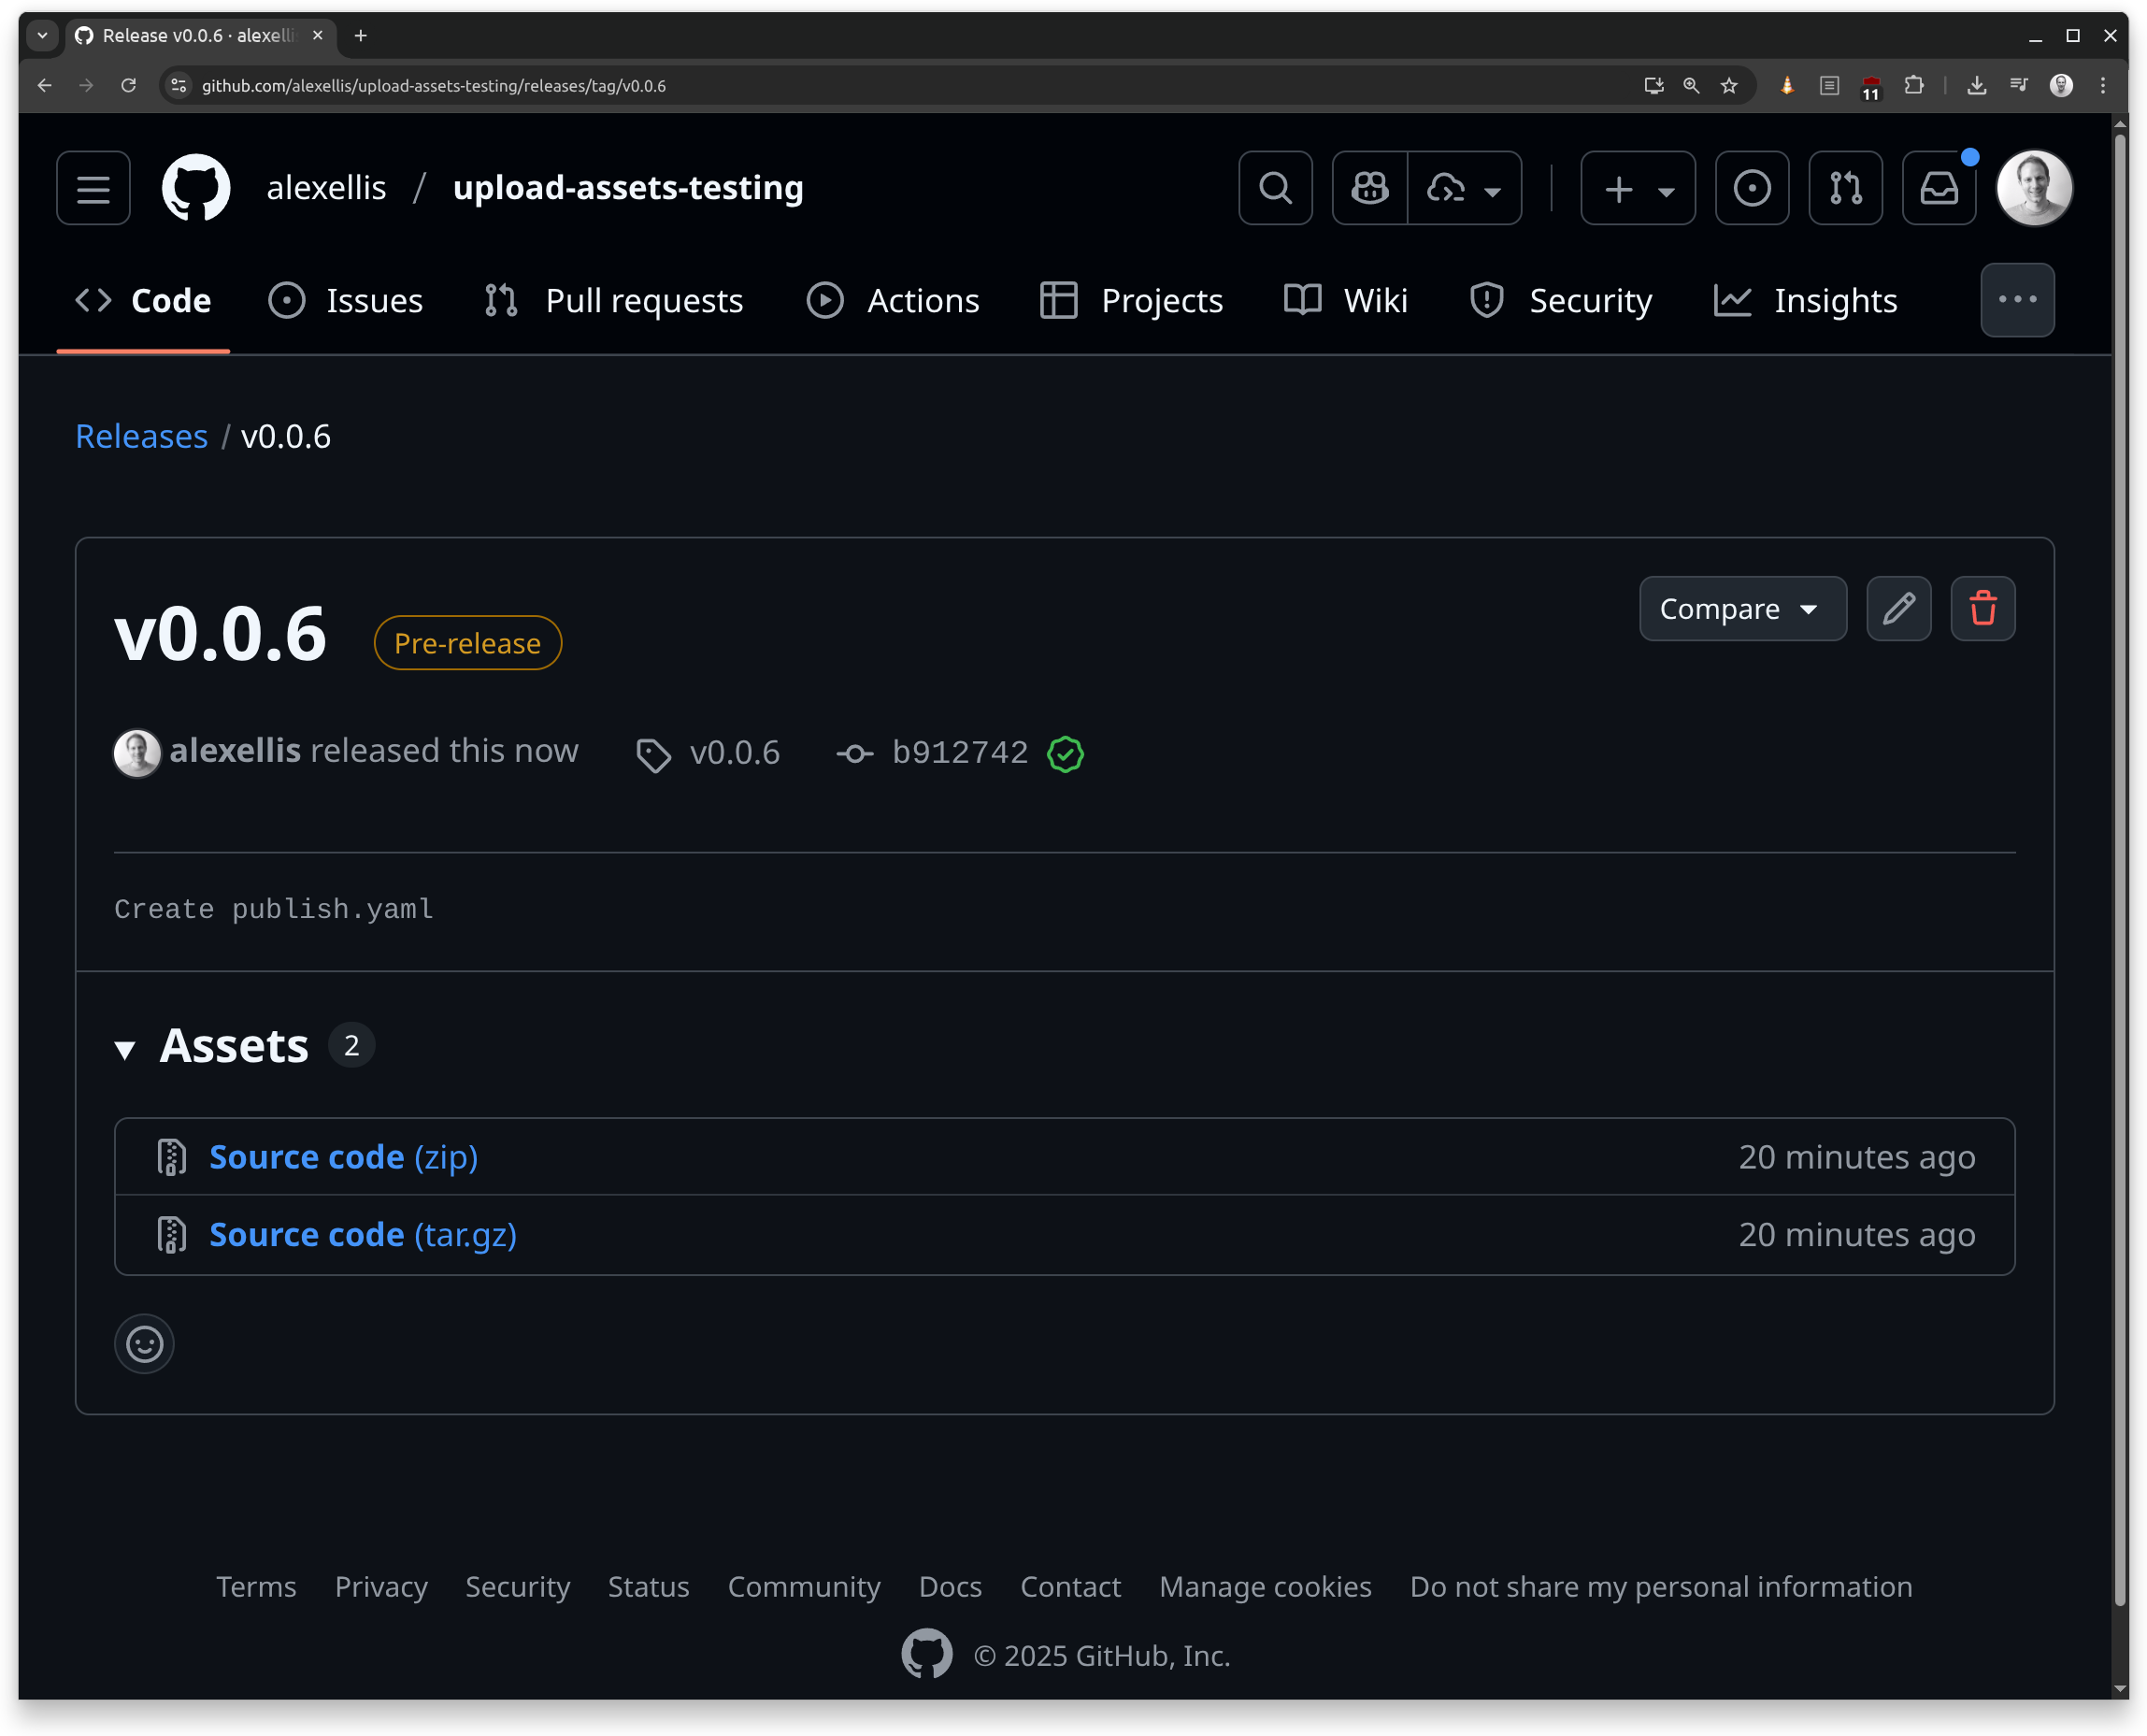 Release v0.0.6 · alexelli
github.com/alexellis/upload-assets-testing/releases/tag/v0.0.6
11
alexellis / upload-assets-testing
Code Issues Pull requests Actions Projects Wiki Security Insights
Releases / v0.0.6
v0.0.6 Pre-release
Compare
alexellis released this now v0.0.6 b912742
Create publish.yaml
Assets 2
Source code (zip) 20 minutes ago
Source code (tar.gz) 20 minutes ago
Terms Privacy Security Status Community Docs Contact Manage cookies Do not share my personal information
© 2025 GitHub, Inc.